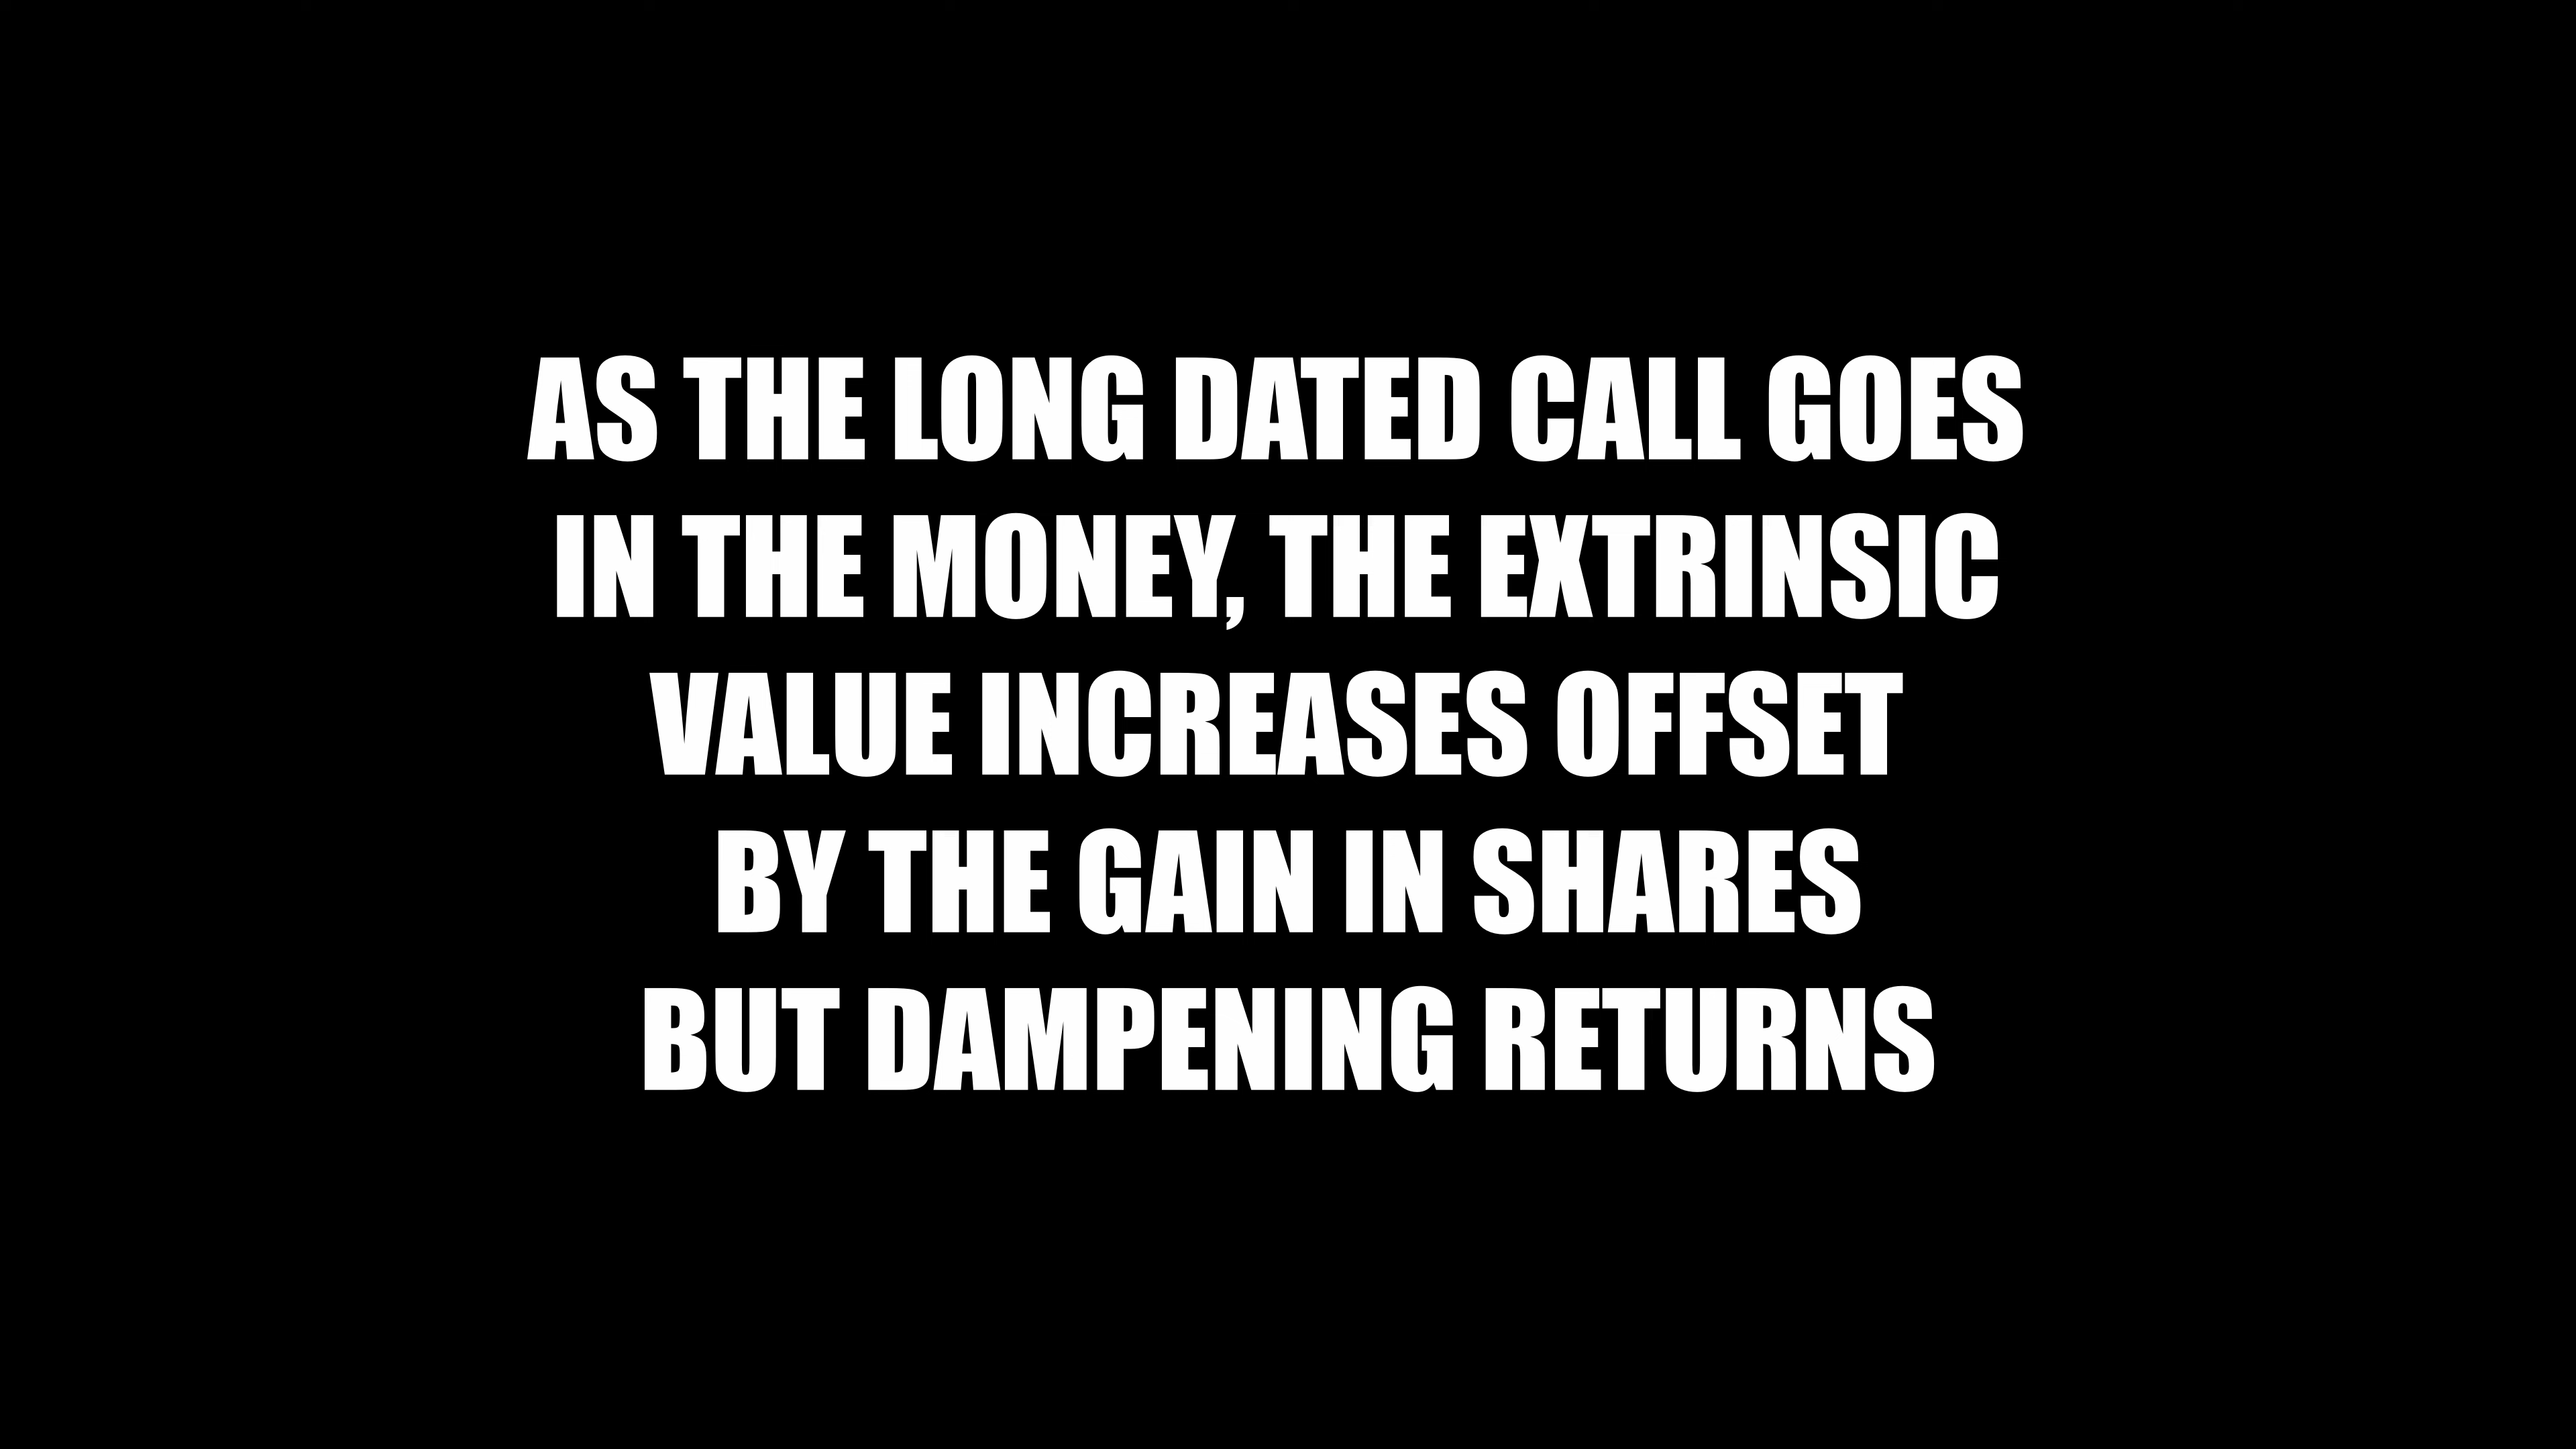 AS THE LONG DATED CALL GOES
IN THE MONEY, THE EXTRINSIC
VALUE INCREASES OFFSET
BY THE GAIN IN SHARES
BUT DAMPENING RETURNS